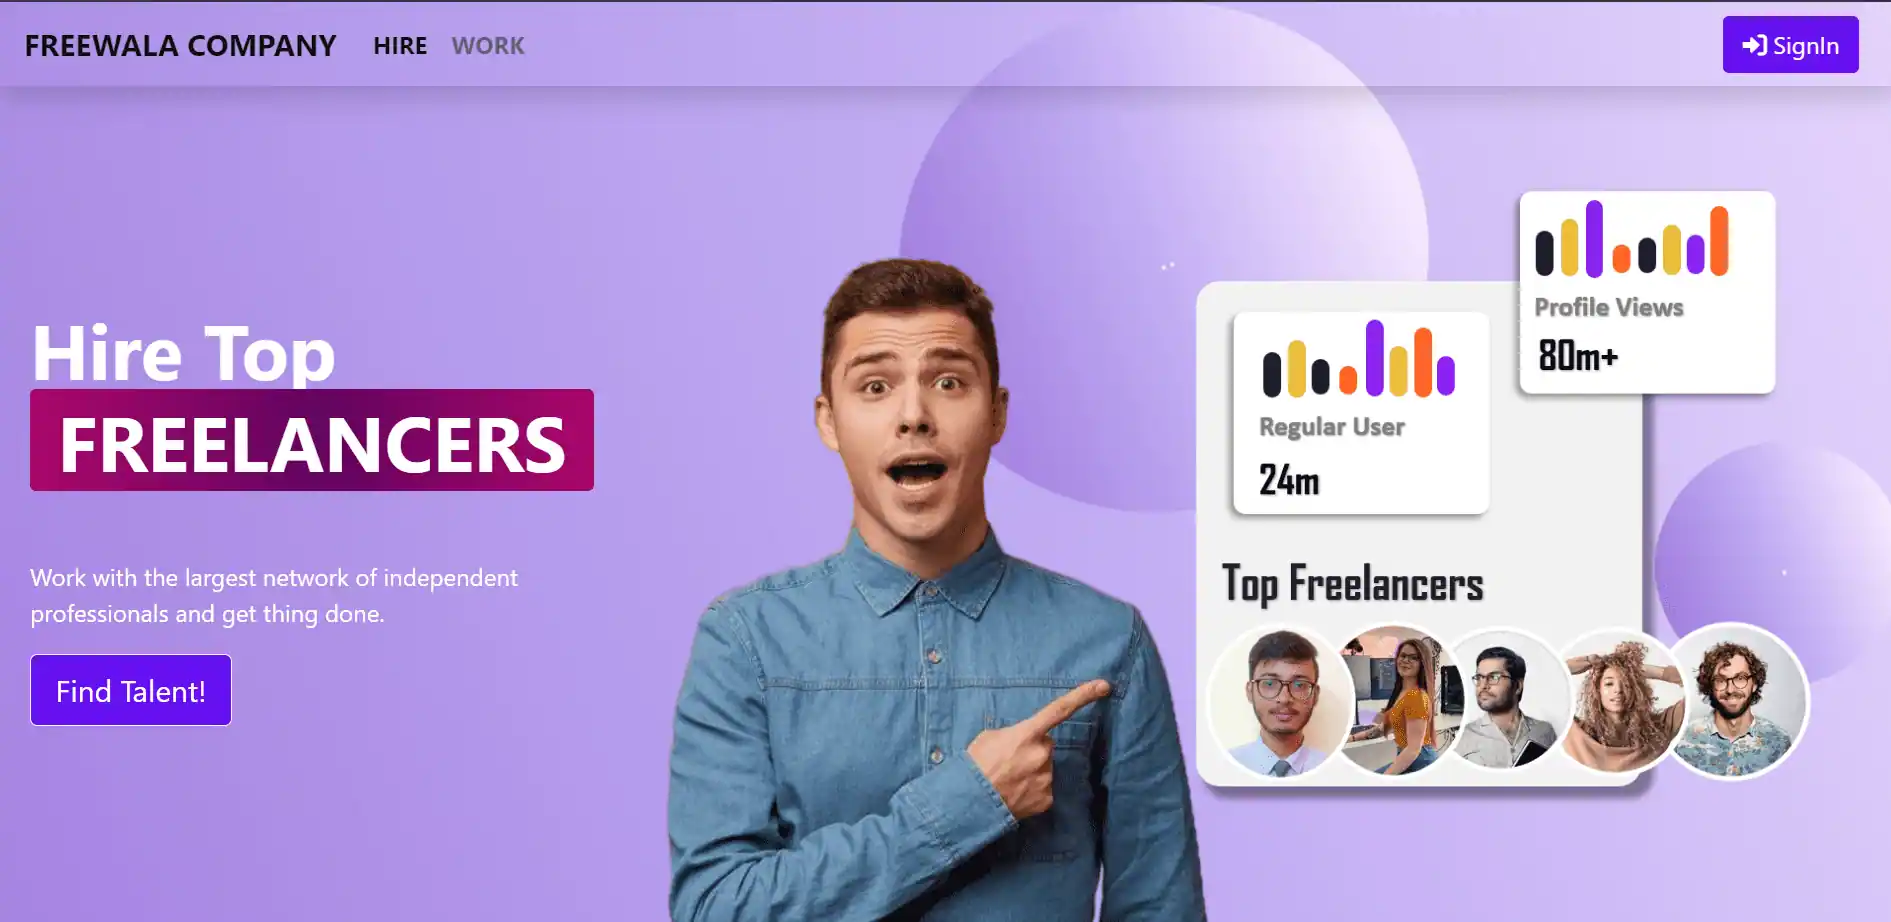 FREEWALA COMPANY HIRE WORK SignIn
Hire Top
FREELANCERS
Work with the largest network of independent
professionals and get thing done.
Find Talent!
Profile Views
80m+
Regular User
24m
Top Freelancers